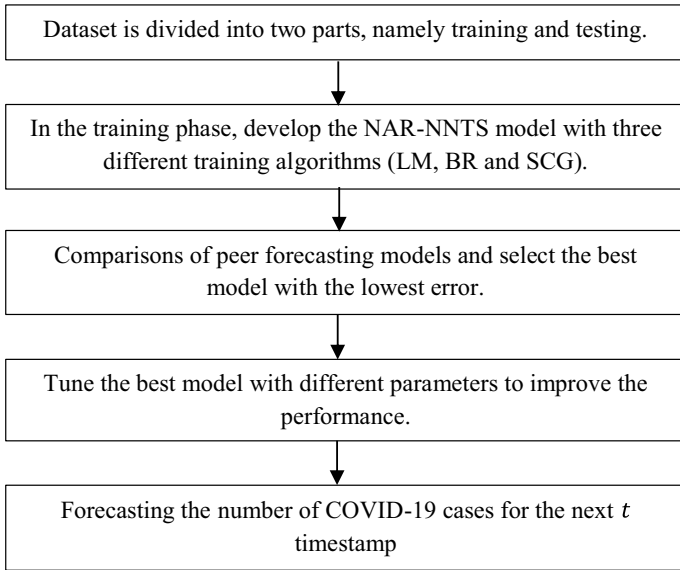 Dataset is divided into two parts, namely training and testing.
In the training phase, develop the NAR-NNTS model with three
different training algorithms (LM, BR and SCG).
Comparisons of peer forecasting models and select the best
model with the lowest error.
Tune the best model with different parameters to improve the
performance.
Forecasting the number of COVID-19 cases for the next t
timestamp